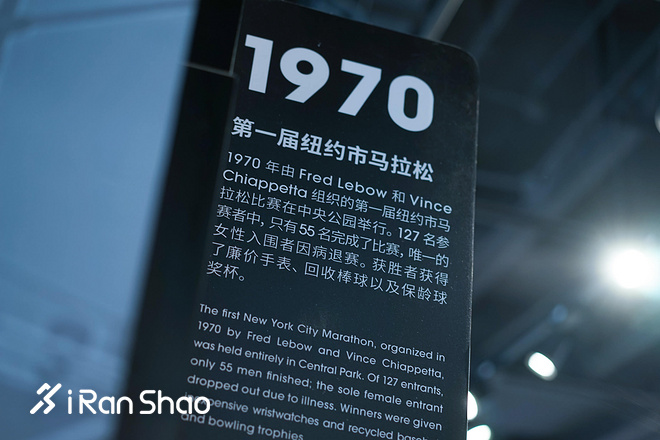 1970
第一届纽约市马拉松
1970 年由 Fred Lebow 和 Vince
Chiappetta 组织的第一届纽约市马
拉松比赛在中央公园举行。127 名参
赛者中，只有55 名完成了比赛，唯一的
女性入围者因病退赛。获胜者获得
了廉价手表、回收棒球以及保龄球
奖杯。
The first New York City Marathon, organized in
1970 by Fred Lebow and Vince Chiappetta,
was held entirely in Central Park. Of 127 entrants,
only 55 men finished; the sole female entrant
dropped out due to illness. Winners were given
wristwatches and recycled
and bowling trophies
iRanShao